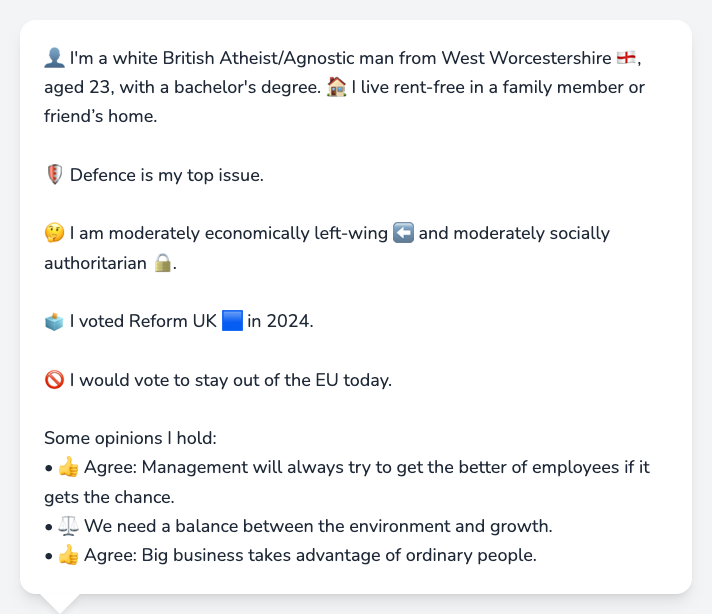 👤 I'm a white British Atheist/Agnostic man from West Worcestershire 🏴󠁧󠁢󠁥󠁮󠁧󠁿,
aged 23, with a bachelor's degree. 🏠 I live rent-free in a family member or
friend’s home.
🛡️ Defence is my top issue.
🤔 I am moderately economically left-wing ⬅️ and moderately socially
authoritarian 🔒.
🗳️ I voted Reform UK 🟦 in 2024.
🚫 I would vote to stay out of the EU today.
Some opinions I hold:
• 👍 Agree: Management will always try to get the better of employees if it
gets the chance.
• ⚖️ We need a balance between the environment and growth.
• 👍 Agree: Big business takes advantage of ordinary people.